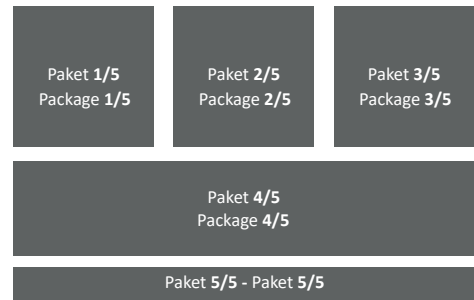 Paket 1/5
Package 1/5
Paket 2/5
Package 2/5
Paket 3/5
Package 3/5
Paket 4/5
Package 4/5
Paket 5/5 - Paket 5/5